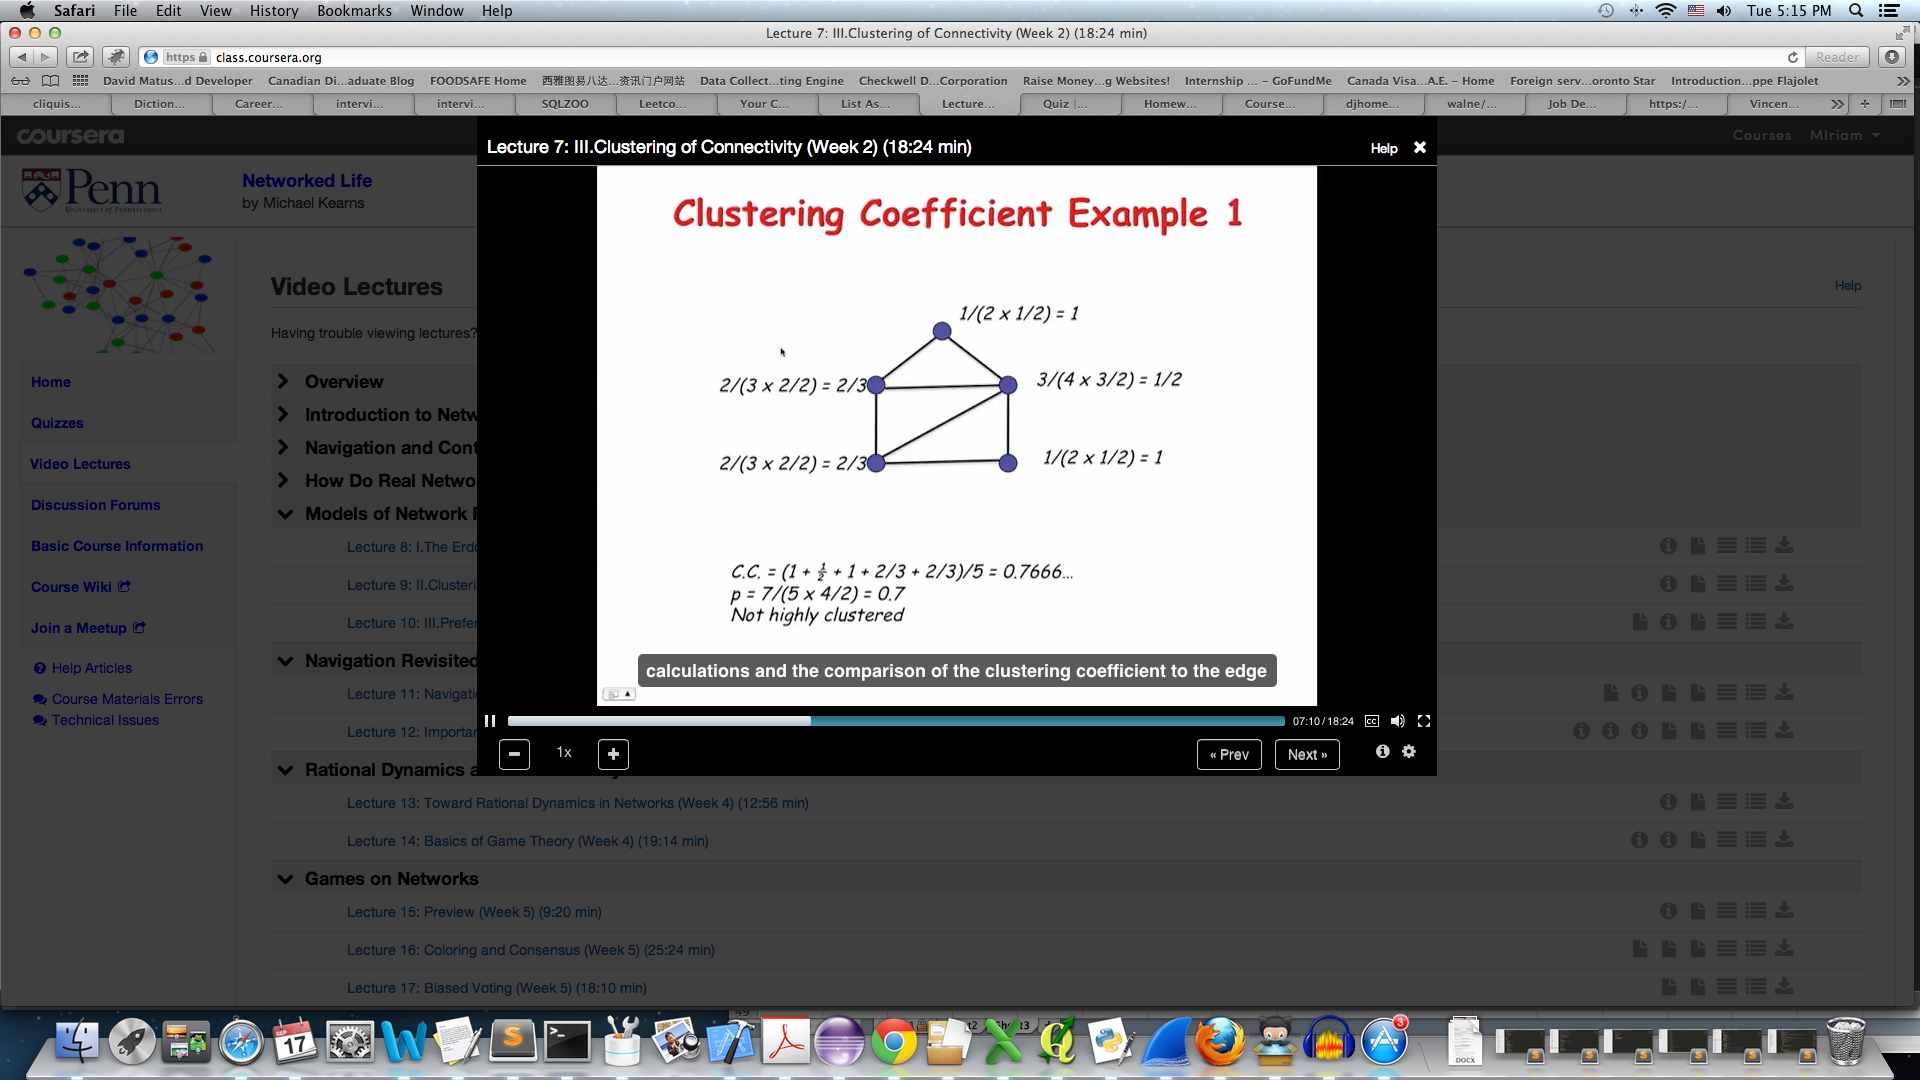 Safari File Edit View History Bookmarks Window Help Tue 5:15 PM
Lecture 7: III.Clustering of Connectivity (Week 2) (18:24 min)
https class.coursera.org Reader
David Matus...d Developer Canadian Di...aduate Blog FOODSAFE Home 西雅图易八达...资讯门户网站 Data Collect...ting Engine Checkwell D...Corporation Raise Money...g Websites! Internship ... – GoFundMe Canada Visa...A.E. – Home Foreign serv...oronto Star Introduction...ppe Flajolet
cliquis... Diction... Career... intervi... intervi... SQLZOO Leetco... Your C... List As... Lecture... Quiz |... Homew... Course... djhome... walne/... Job De... https:/... Vincen...
coursera Courses MIriam
Lecture 7: III.Clustering of Connectivity (Week 2) (18:24 min) Help
Penn
UNIVERSITY OF PENNSYLVANIA
Networked Life
by Michael Kearns
Clustering Coefficient Example 1
Video Lectures
Help
Having trouble viewing lectures?
1/(2 x 1/2) = 1
2/(3 x 2/2) = 2/3
3/(4 x 3/2) = 1/2
2/(3 x 2/2) = 2/3
1/(2 x 1/2) = 1
C.C. = (1 + ½ + 1 + 2/3 + 2/3)/5 = 0.7666...
p = 7/(5 x 4/2) = 0.7
Not highly clustered
calculations and the comparison of the clustering coefficient to the edge
07:10 / 18:24 CC
1x
« Prev Next »
Home
Quizzes
Video Lectures
Discussion Forums
Basic Course Information
Course Wiki
Join a Meetup
Help Articles
Course Materials Errors
Technical Issues
Overview
Introduction to Netw
Navigation and Cont
How Do Real Netwo
Models of Network F
Lecture 8: I.The Erdo
Lecture 9: II.Clusteri
Lecture 10: III.Prefer
Navigation Revisited
Lecture 11: Navigati
Lecture 12: Importan
Rational Dynamics a
Lecture 13: Toward Rational Dynamics in Networks (Week 4) (12:56 min)
Lecture 14: Basics of Game Theory (Week 4) (19:14 min)
Games on Networks
Lecture 15: Preview (Week 5) (9:20 min)
Lecture 16: Coloring and Consensus (Week 5) (25:24 min)
Lecture 17: Biased Voting (Week 5) (18:10 min)
SEP
17
3
DOCX